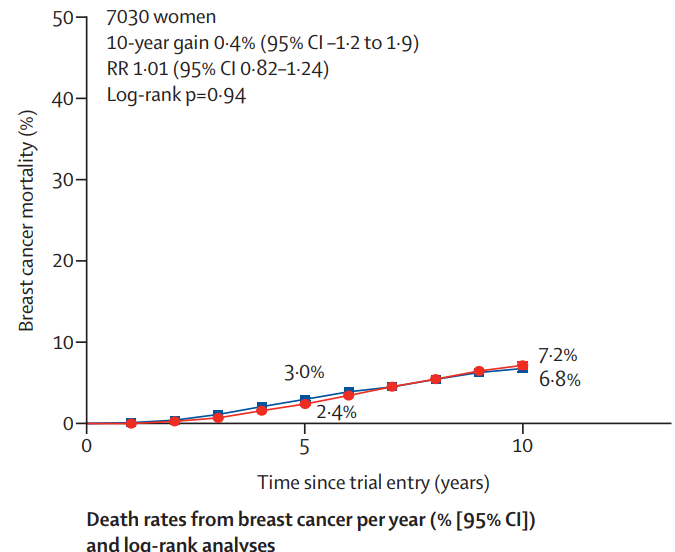 50
7030 women
10-year gain 0·4% (95% CI –1·2 to 1·9)
RR 1·01 (95% CI 0·82–1·24)
Log-rank p=0·94
40
30
20
10
0
Breast cancer mortality (%)
3·0%
2·4%
7·2%
6·8%
0
5
10
Time since trial entry (years)
Death rates from breast cancer per year (% [95% CI])
and log-rank analyses